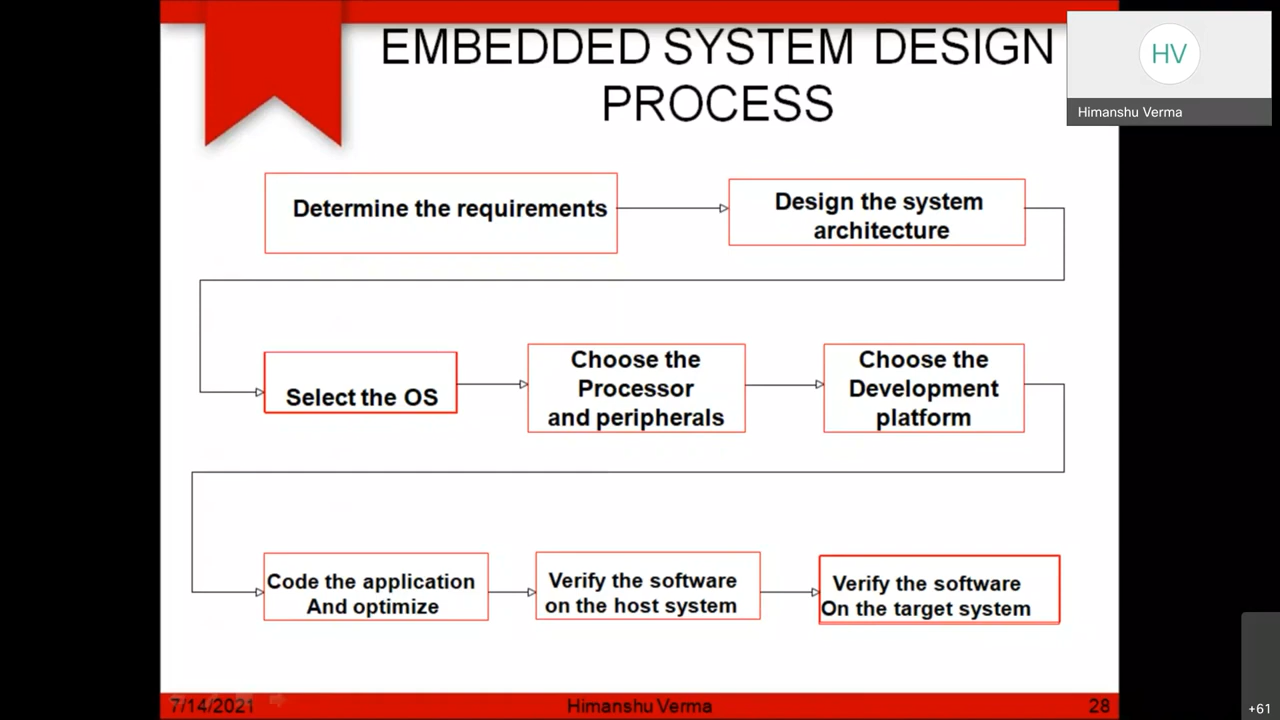 EMBEDDED SYSTEM DESIGN
PROCESS
HV
Himanshu Verma
Determine the requirements
Design the system
architecture
Select the OS
Choose the
Processor
and peripherals
Choose the
Development
platform
Code the application
And optimize
Verify the software
on the host system
Verify the software
On the target system
7/14/2021
Himanshu Verma
28
+61